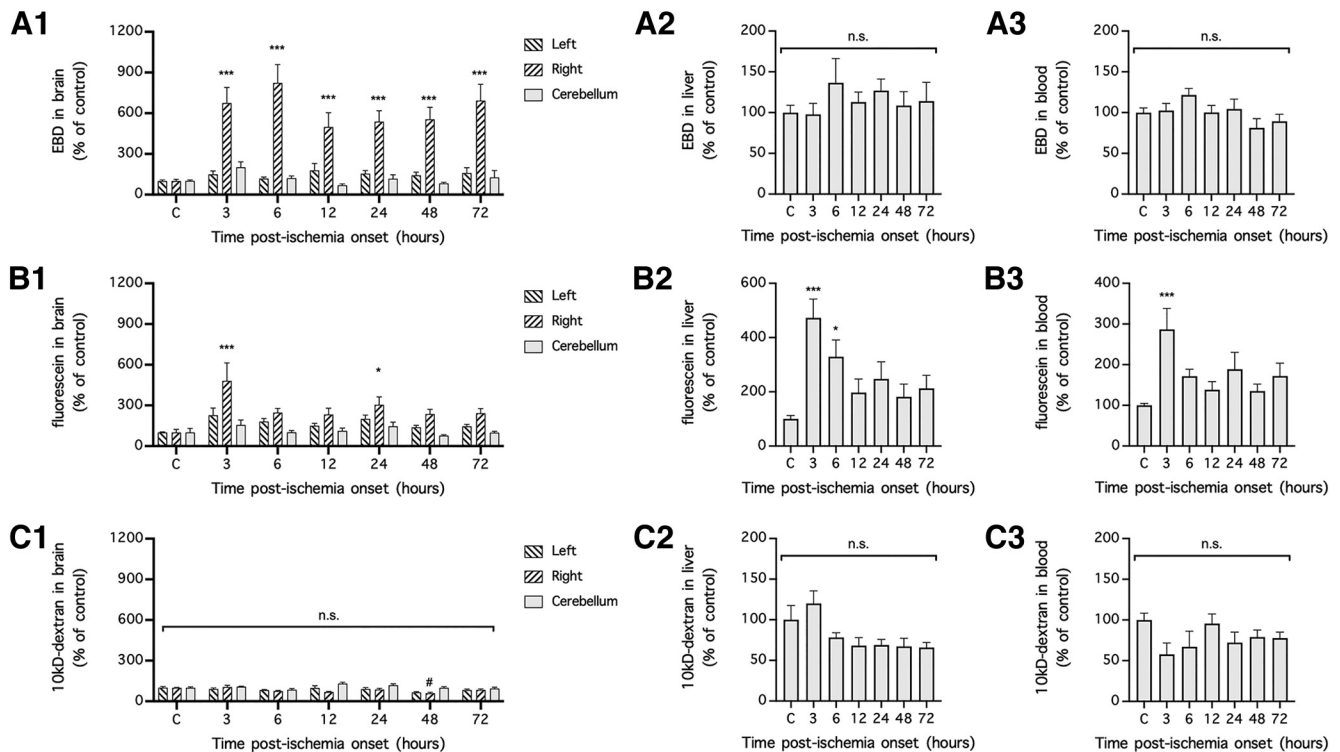 A1
EBD in brain
(% of control)
1200
900
600
300
0
***
***
***
***
***
***
C 3 6 12 24 48 72
Time post-ischemia onset (hours)
Left
Right
Cerebellum
A2
EBD in liver
(% of control)
200
150
100
50
0
n.s.
C 3 6 12 24 48 72
Time post-ischemia onset (hours)
A3
EBD in blood
(% of control)
200
150
100
50
0
n.s.
C 3 6 12 24 48 72
Time post-ischemia onset (hours)
B1
fluorescein in brain
(% of control)
1200
900
600
300
0
***
*
C 3 6 12 24 48 72
Time post-ischemia onset (hours)
Left
Right
Cerebellum
B2
fluorescein in liver
(% of control)
600
400
200
0
***
*
C 3 6 12 24 48 72
Time post-ischemia onset (hours)
B3
fluorescein in blood
(% of control)
400
300
200
100
0
***
C 3 6 12 24 48 72
Time post-ischemia onset (hours)
C1
10kD-dextran in brain
(% of control)
1200
900
600
300
0
n.s.
#
C 3 6 12 24 48 72
Time post-ischemia onset (hours)
Left
Right
Cerebellum
C2
10kD-dextran in liver
(% of control)
200
150
100
50
0
n.s.
C 3 6 12 24 48 72
Time post-ischemia onset (hours)
C3
10kD-dextran in blood
(% of control)
200
150
100
50
0
n.s.
C 3 6 12 24 48 72
Time post-ischemia onset (hours)